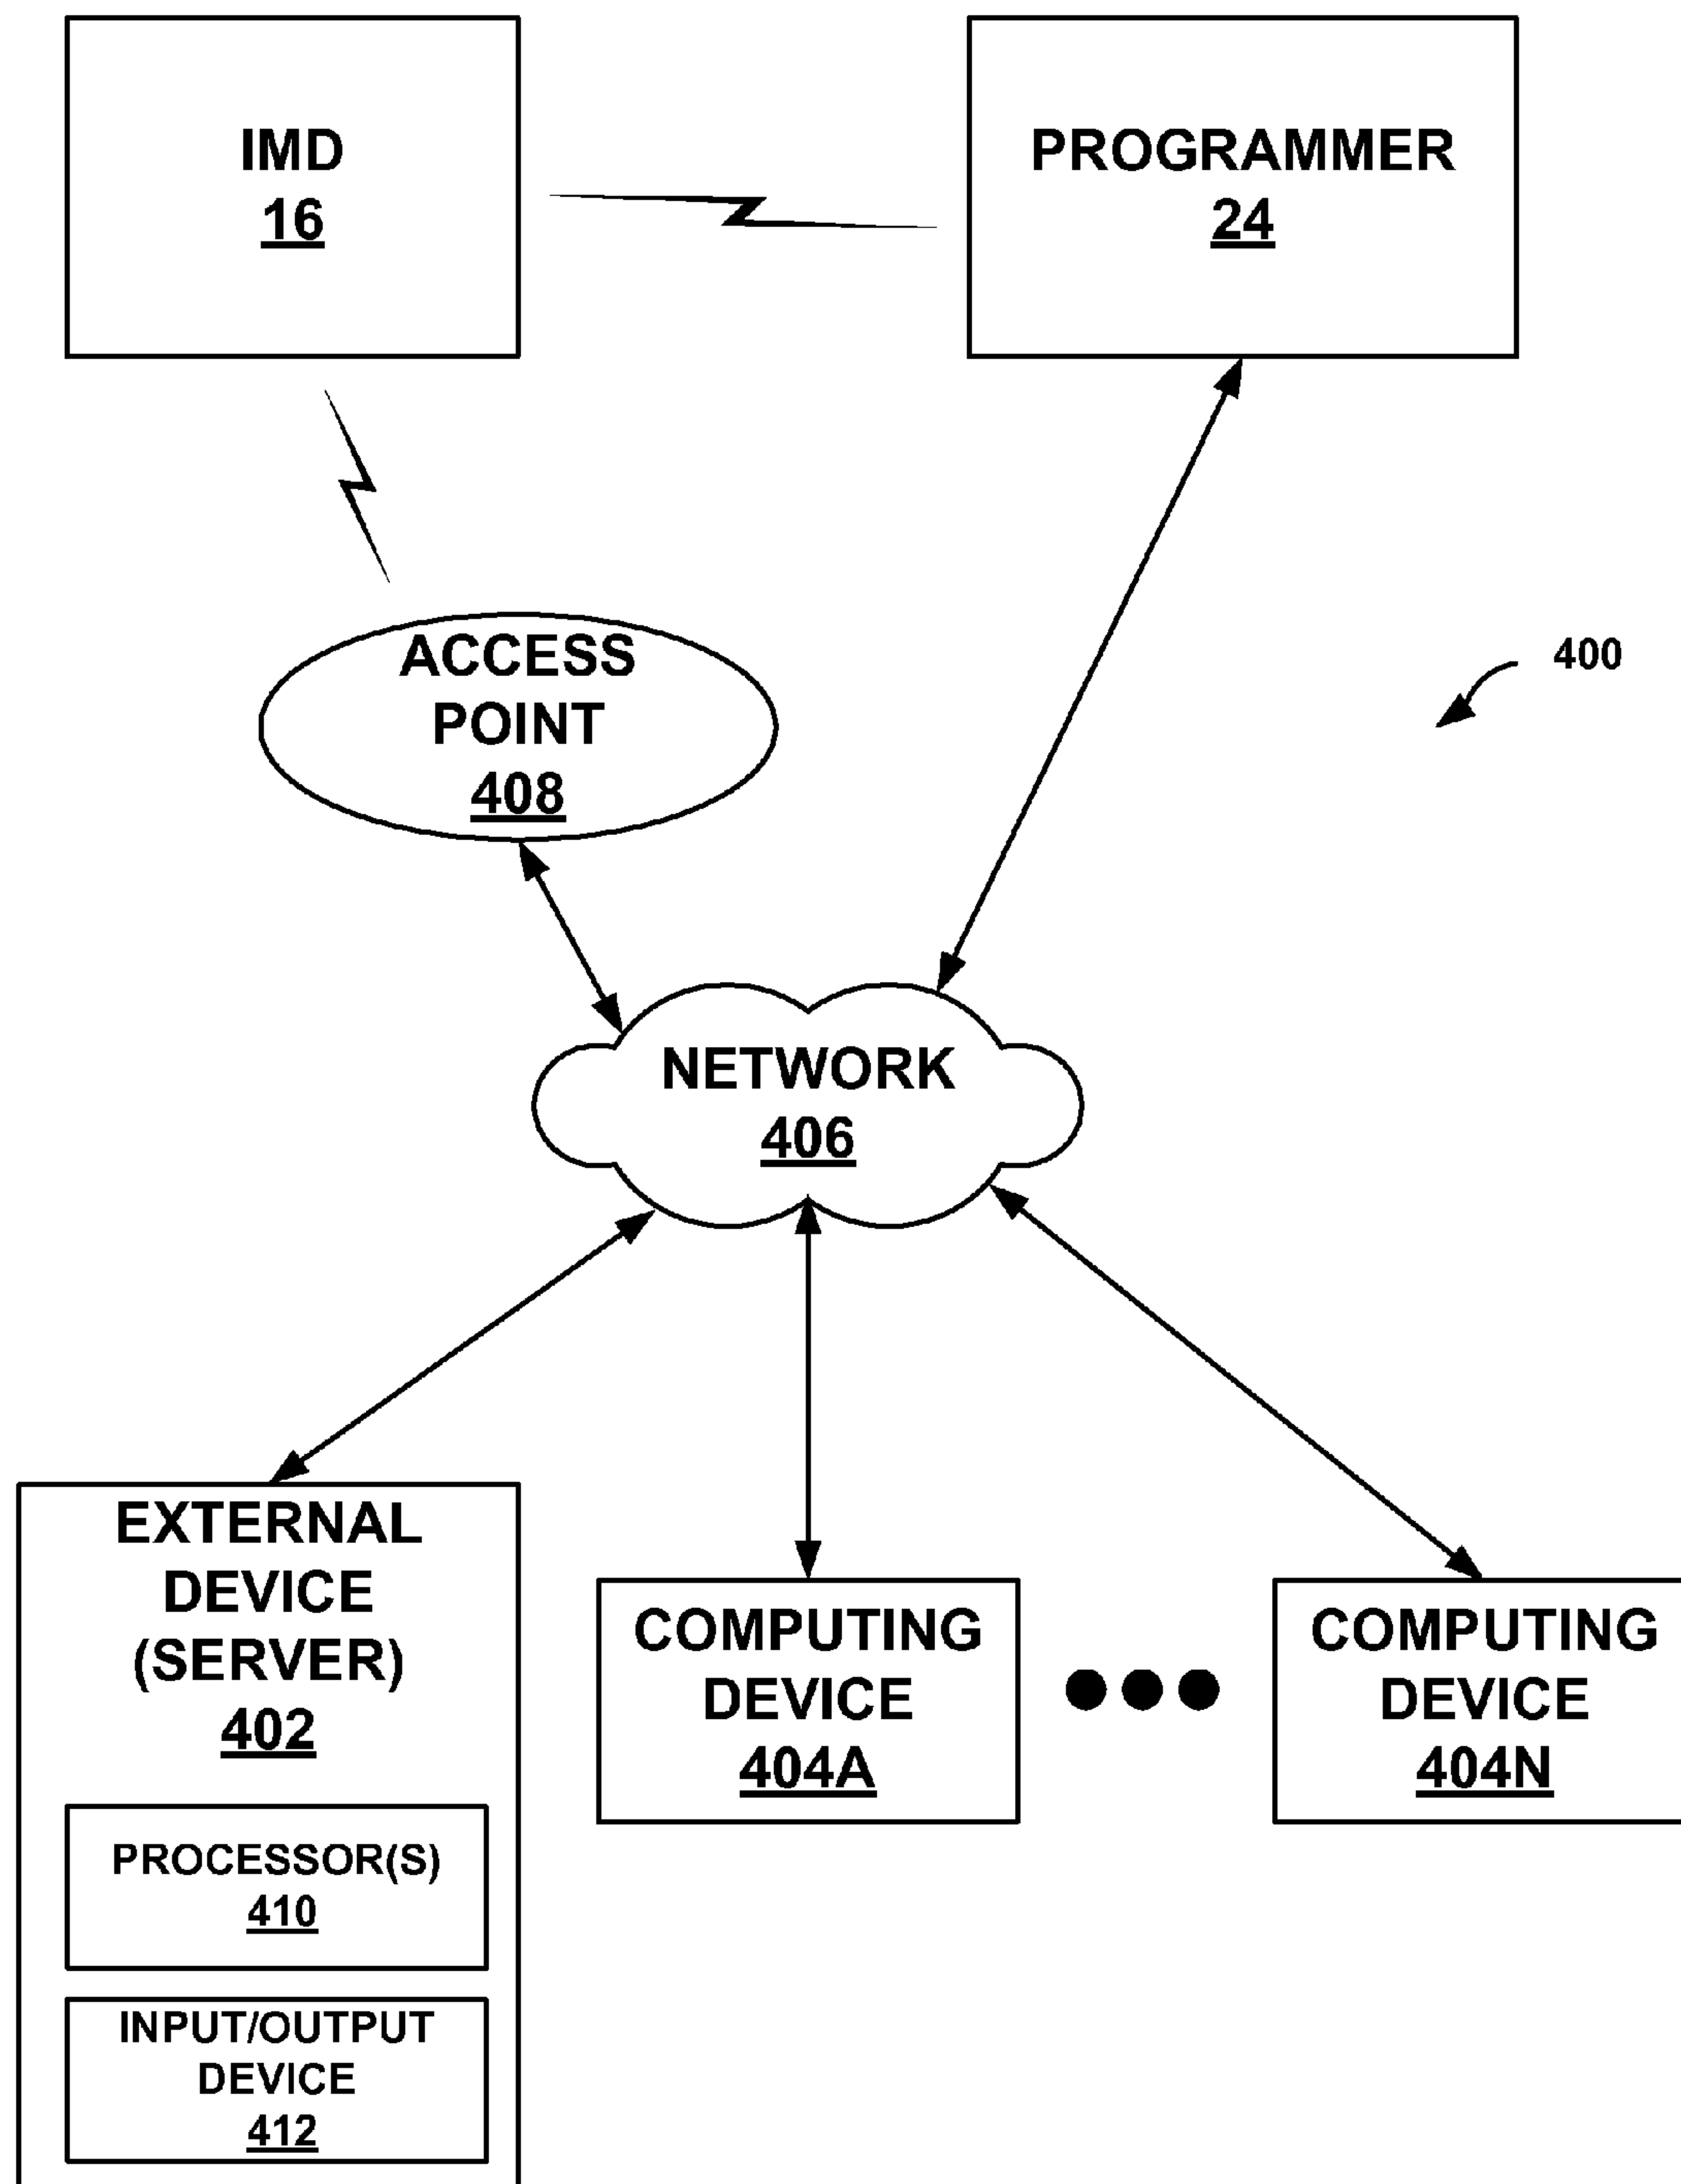 IMD
16
PROGRAMMER
24
ACCESS
POINT
408
400
NETWORK
406
EXTERNAL
DEVICE
(SERVER)
402
PROCESSOR(S)
410
INPUT/OUTPUT
DEVICE
412
COMPUTING
DEVICE
404A
COMPUTING
DEVICE
404N